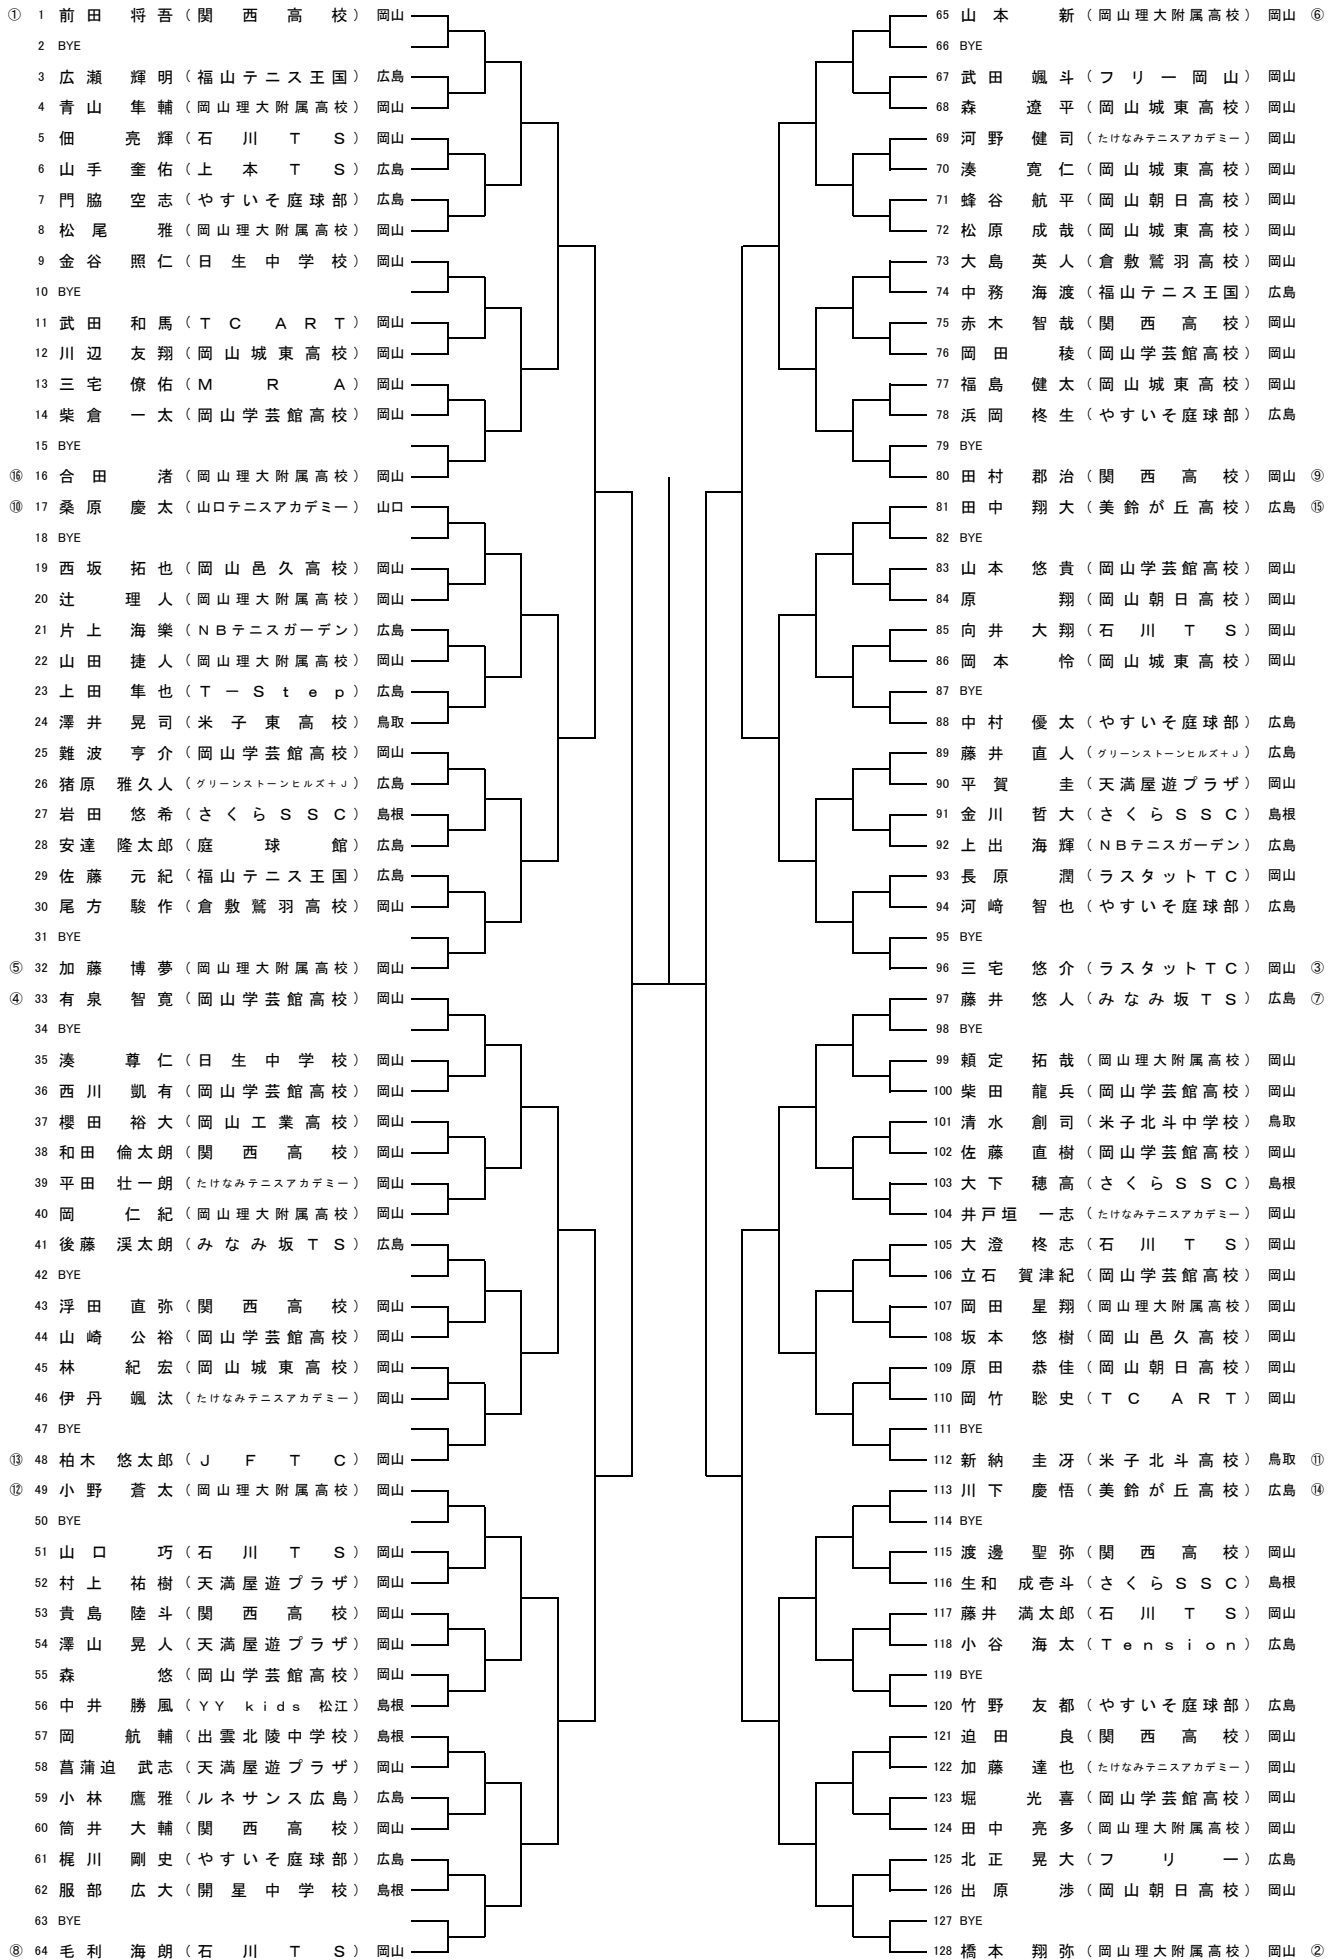 ① 1 前田 将吾 (関西高校) 岡山
2 BYE
3 広瀬 輝明 (福山テニス王国) 広島
4 青山 隼輔 (岡山理大附属高校) 岡山
5 佃 亮輝 (石川TS) 岡山
6 山手 奎佑 (上本TS) 広島
7 門脇 空志 (やすいそ庭球部) 広島
8 松尾 雅 (岡山理大附属高校) 岡山
9 金谷 照仁 (日生中学校) 岡山
10 BYE
11 武田 和馬 (TC ART) 岡山
12 川辺 友翔 (岡山城東高校) 岡山
13 三宅 僚佑 (MRA) 岡山
14 柴倉 一太 (岡山学芸館高校) 岡山
15 BYE
⑯ 16 合田 渚 (岡山理大附属高校) 岡山
⑩ 17 桑原 慶太 (山口テニスアカデミー) 山口
18 BYE
19 西坂 拓也 (岡山邑久高校) 岡山
20 辻 理人 (岡山理大附属高校) 岡山
21 片上 海樂 (NBテニスガーデン) 広島
22 山田 捷人 (岡山理大附属高校) 岡山
23 上田 隼也 (T－Step) 広島
24 澤井 晃司 (米子東高校) 鳥取
25 難波 亨介 (岡山学芸館高校) 岡山
26 猪原 雅久人 (グリーンストーンヒルズ+J) 広島
27 岩田 悠希 (さくらSSC) 島根
28 安達 隆太郎 (庭球館) 広島
29 佐藤 元紀 (福山テニス王国) 広島
30 尾方 駿作 (倉敷鷲羽高校) 岡山
31 BYE
⑤ 32 加藤 博夢 (岡山理大附属高校) 岡山
④ 33 有泉 智寛 (岡山学芸館高校) 岡山
34 BYE
35 湊 尊仁 (日生中学校) 岡山
36 西川 凱有 (岡山学芸館高校) 岡山
37 櫻田 裕大 (岡山工業高校) 岡山
38 和田 倫太朗 (関西高校) 岡山
39 平田 壮一朗 (たけなみテニスアカデミー) 岡山
40 岡 仁紀 (岡山理大附属高校) 岡山
41 後藤 渓太朗 (みなみ坂TS) 広島
42 BYE
43 浮田 直弥 (関西高校) 岡山
44 山崎 公裕 (岡山学芸館高校) 岡山
45 林 紀宏 (岡山城東高校) 岡山
46 伊丹 颯汰 (たけなみテニスアカデミー) 岡山
47 BYE
⑬ 48 柏木 悠太郎 (JFTC) 岡山
⑫ 49 小野 蒼太 (岡山理大附属高校) 岡山
50 BYE
51 山口 巧 (石川TS) 岡山
52 村上 祐樹 (天満屋遊プラザ) 岡山
53 貴島 陸斗 (関西高校) 岡山
54 澤山 晃人 (天満屋遊プラザ) 岡山
55 森 悠 (岡山学芸館高校) 岡山
56 中井 勝風 (YY kids 松江) 島根
57 岡 航輔 (出雲北陵中学校) 島根
58 菖蒲迫 武志 (天満屋遊プラザ) 岡山
59 小林 鷹雅 (ルネサンス広島) 広島
60 筒井 大輔 (関西高校) 岡山
61 梶川 剛史 (やすいそ庭球部) 広島
62 服部 広大 (開星中学校) 島根
63 BYE
⑧ 64 毛利 海朗 (石川TS) 岡山
65 山本 新 (岡山理大附属高校) 岡山 ⑥
66 BYE
67 武田 颯斗 (フリー岡山) 岡山
68 森 遼平 (岡山城東高校) 岡山
69 河野 健司 (たけなみテニスアカデミー) 岡山
70 湊 寛仁 (岡山城東高校) 岡山
71 蜂谷 航平 (岡山朝日高校) 岡山
72 松原 成哉 (岡山城東高校) 岡山
73 大島 英人 (倉敷鷲羽高校) 岡山
74 中務 海渡 (福山テニス王国) 広島
75 赤木 智哉 (関西高校) 岡山
76 岡田 稜 (岡山学芸館高校) 岡山
77 福島 健太 (岡山城東高校) 岡山
78 浜岡 柊生 (やすいそ庭球部) 広島
79 BYE
80 田村 郡治 (関西高校) 岡山 ⑨
81 田中 翔大 (美鈴が丘高校) 広島 ⑮
82 BYE
83 山本 悠貴 (岡山学芸館高校) 岡山
84 原 翔 (岡山朝日高校) 岡山
85 向井 大翔 (石川TS) 岡山
86 岡本 怜 (岡山城東高校) 岡山
87 BYE
88 中村 優太 (やすいそ庭球部) 広島
89 藤井 直人 (グリーンストーンヒルズ+J) 広島
90 平賀 圭 (天満屋遊プラザ) 岡山
91 金川 哲大 (さくらSSC) 島根
92 上出 海輝 (NBテニスガーデン) 広島
93 長原 潤 (ラスタットTC) 岡山
94 河﨑 智也 (やすいそ庭球部) 広島
95 BYE
96 三宅 悠介 (ラスタットTC) 岡山 ③
97 藤井 悠人 (みなみ坂TS) 広島 ⑦
98 BYE
99 頼定 拓哉 (岡山理大附属高校) 岡山
100 柴田 龍兵 (岡山学芸館高校) 岡山
101 清水 創司 (米子北斗中学校) 鳥取
102 佐藤 直樹 (岡山学芸館高校) 岡山
103 大下 穂高 (さくらSSC) 島根
104 井戸垣 一志 (たけなみテニスアカデミー) 岡山
105 大澄 柊志 (石川TS) 岡山
106 立石 賀津紀 (岡山学芸館高校) 岡山
107 岡田 星翔 (岡山理大附属高校) 岡山
108 坂本 悠樹 (岡山邑久高校) 岡山
109 原田 恭佳 (岡山朝日高校) 岡山
110 岡竹 聡史 (TC ART) 岡山
111 BYE
112 新納 圭冴 (米子北斗高校) 鳥取 ⑪
113 川下 慶悟 (美鈴が丘高校) 広島 ⑭
114 BYE
115 渡邊 聖弥 (関西高校) 岡山
116 生和 成壱斗 (さくらSSC) 島根
117 藤井 満太郎 (石川TS) 岡山
118 小谷 海太 (Tension) 広島
119 BYE
120 竹野 友都 (やすいそ庭球部) 広島
121 迫田 良 (関西高校) 岡山
122 加藤 達也 (たけなみテニスアカデミー) 岡山
123 堀 光喜 (岡山学芸館高校) 岡山
124 田中 亮多 (岡山理大附属高校) 岡山
125 北正 晃大 (フリー) 広島
126 出原 渉 (岡山朝日高校) 岡山
127 BYE
128 橋本 翔弥 (岡山理大附属高校) 岡山 ②